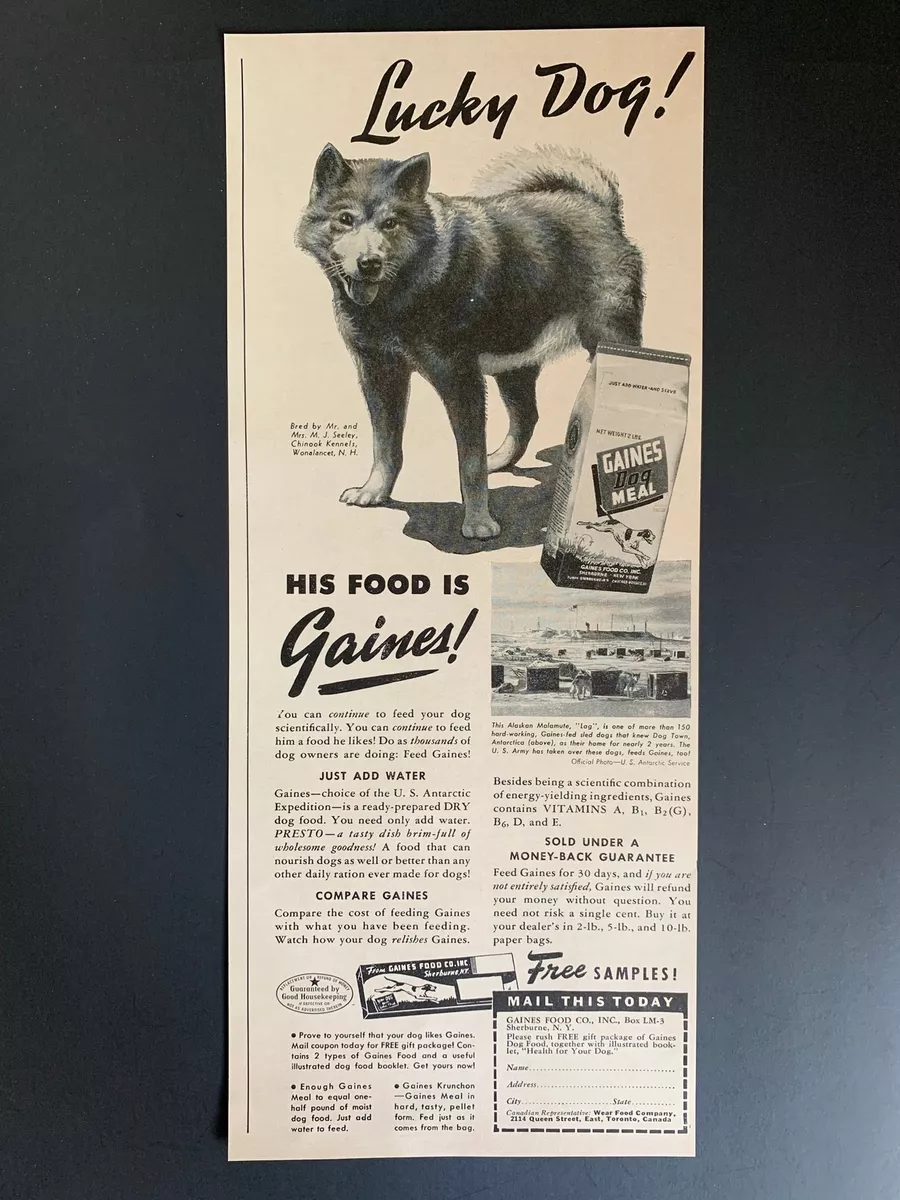 Lucky Dog!
Bred by Mr. and
Mrs. M. J. Seeley,
Chinook Kennels,
Wonalancet, N. H.
JUST ADD WATER-AND SERVE
NET WEIGHT 2 LBS.
GAINES
Dog
MEAL
GAINES FOOD CO. INC.
SHERBURNE - NEW YORK
HIS FOOD IS
Gaines!
You can continue to feed your dog
scientifically. You can continue to feed
him a food he likes! Do as thousands of
dog owners are doing: Feed Gaines!
JUST ADD WATER
Gaines—choice of the U. S. Antarctic
Expedition—is a ready-prepared DRY
dog food. You need only add water.
PRESTO—a tasty dish brim-full of
wholesome goodness! A food that can
nourish dogs as well or better than any
other daily ration ever made for dogs!
COMPARE GAINES
Compare the cost of feeding Gaines
with what you have been feeding.
Watch how your dog relishes Gaines.
This Alaskan Malamute, "Lag", is one of more than 150
hard-working, Gaines-fed sled dogs that knew Dog Town,
Antarctica (above), as their home for nearly 2 years. The
U. S. Army has taken over these dogs, feeds Gaines, too!
Official Photo—U. S. Antarctic Service
Besides being a scientific combination
of energy-yielding ingredients, Gaines
contains VITAMINS A, B1, B2(G),
B6, D, and E.
SOLD UNDER A
MONEY-BACK GUARANTEE
Feed Gaines for 30 days, and if you are
not entirely satisfied, Gaines will refund
your money without question. You
need not risk a single cent. Buy it at
your dealer's in 2-lb., 5-lb., and 10-lb.
paper bags.
REPLACEMENT OR REFUND OF MONEY
Guaranteed by
Good Housekeeping
IF DEFECTIVE OR
NOT AS ADVERTISED THEREIN
From GAINES FOOD CO. INC
Sherburne, N.Y.
• Prove to yourself that your dog likes Gaines.
Mail coupon today for FREE gift package! Con-
tains 2 types of Gaines Food and a useful
illustrated dog food booklet. Get yours now!
• Enough Gaines
Meal to equal one-
half pound of moist
dog food. Just add
water to feed.
• Gaines Krunchon
—Gaines Meal in
hard, tasty, pellet
form. Fed just as it
comes from the bag.
Free SAMPLES!
MAIL THIS TODAY
GAINES FOOD CO., INC., Box LM-3
Sherburne, N. Y.
Please rush FREE gift package of Gaines
Dog Food, together with illustrated book-
let, "Health for Your Dog."
Name
Address
City State
Canadian Representative: Wear Food Company,
2114 Queen Street, East, Toronto, Canada